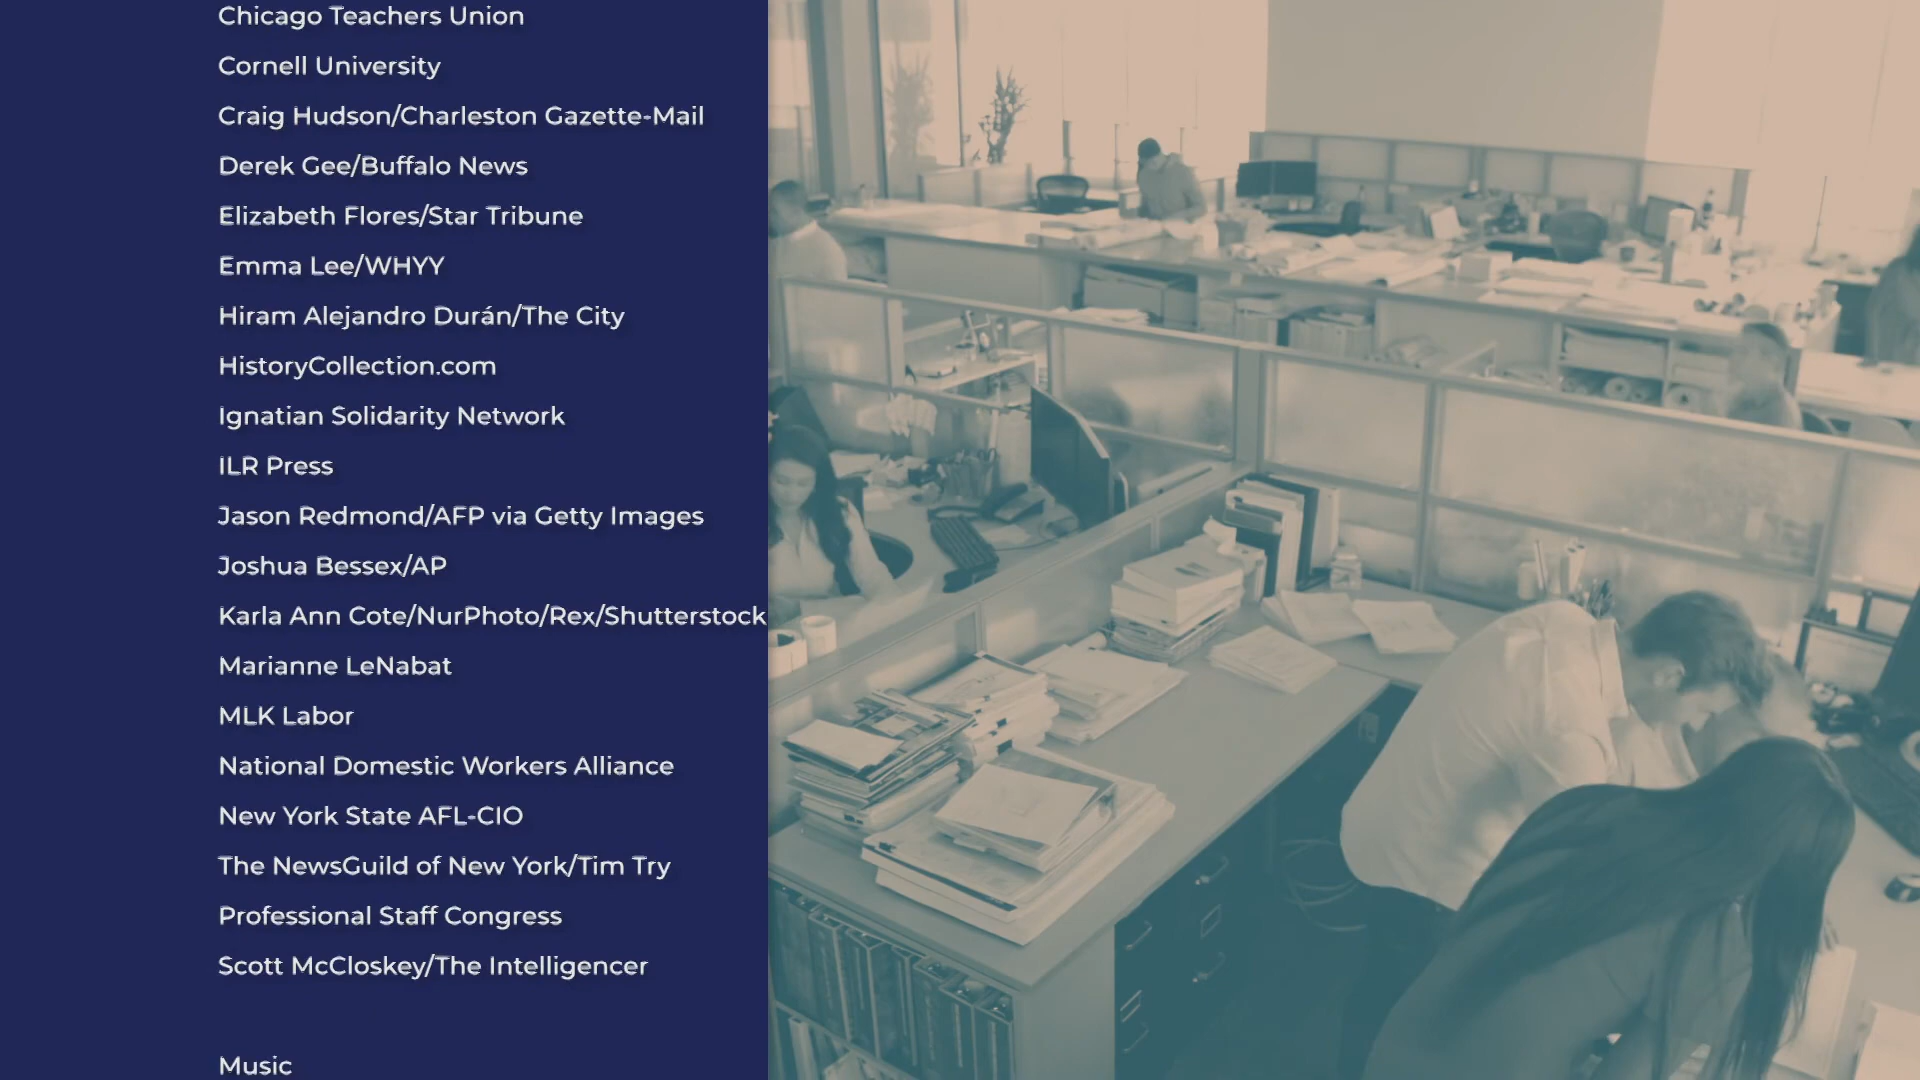 Chicago Teachers Union
Cornell University
Craig Hudson/Charleston Gazette-Mail
Derek Gee/Buffalo News
Elizabeth Flores/Star Tribune
Emma Lee/WHYY
Hiram Alejandro Durán/The City
HistoryCollection.com
Ignatian Solidarity Network
ILR Press
Jason Redmond/AFP via Getty Images
Joshua Bessex/AP
Karla Ann Cote/NurPhoto/Rex/Shutterstock
Marianne LeNabat
MLK Labor
National Domestic Workers Alliance
New York State AFL-CIO
The NewsGuild of New York/Tim Try
Professional Staff Congress
Scott McCloskey/The Intelligencer
Music